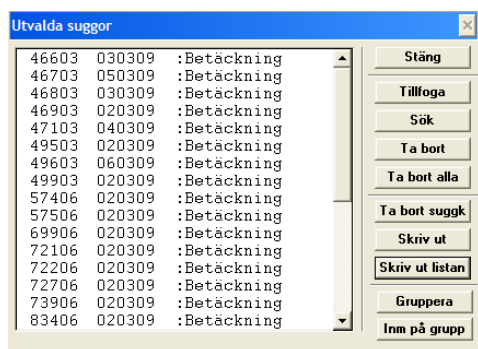 Utvalda suggor
46603 030309 :Betäckning
46703 050309 :Betäckning
46803 030309 :Betäckning
46903 020309 :Betäckning
47103 040309 :Betäckning
49503 020309 :Betäckning
49603 060309 :Betäckning
49903 020309 :Betäckning
57406 020309 :Betäckning
57506 020309 :Betäckning
69906 020309 :Betäckning
72106 020309 :Betäckning
72206 020309 :Betäckning
72706 020309 :Betäckning
73906 020309 :Betäckning
83406 020309 :Betäckning
Stäng
Tillfoga
Sök
Ta bort
Ta bort alla
Ta bort suggk
Skriv ut
Skriv ut listan
Gruppera
Inm på grupp